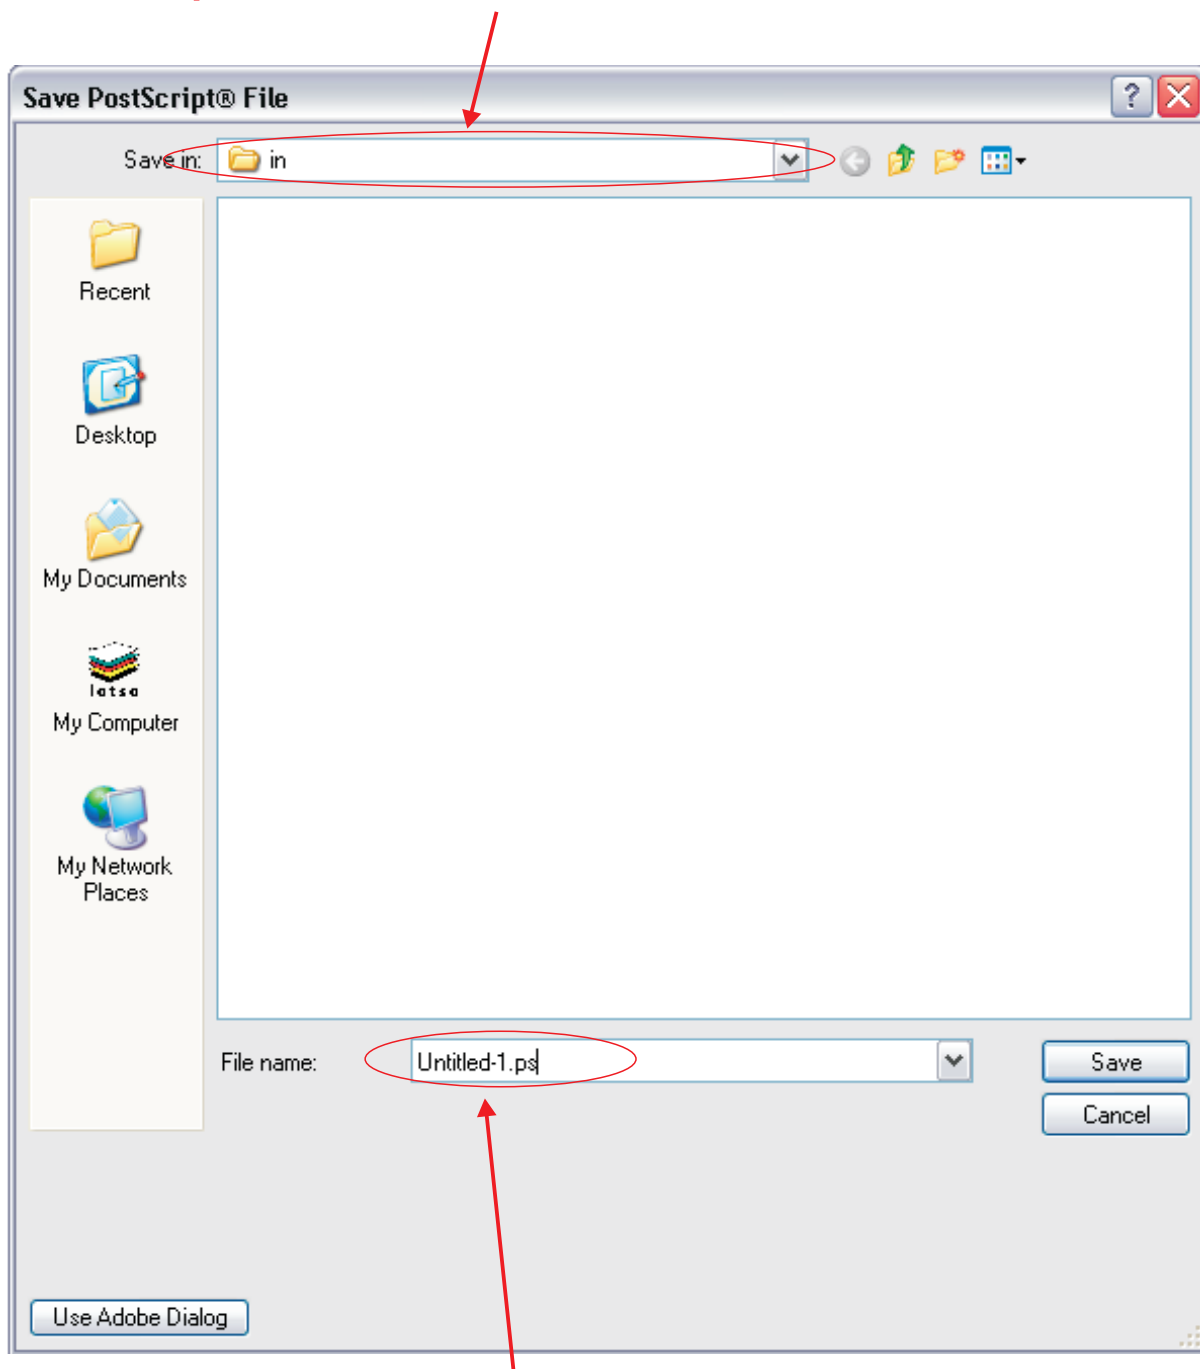 Save PostScript® File
Save in:
in
Recent
Desktop
My Documents
latsa
My Computer
My Network
Places
File name:
Untitled-1.ps
Save
Cancel
Use Adobe Dialog